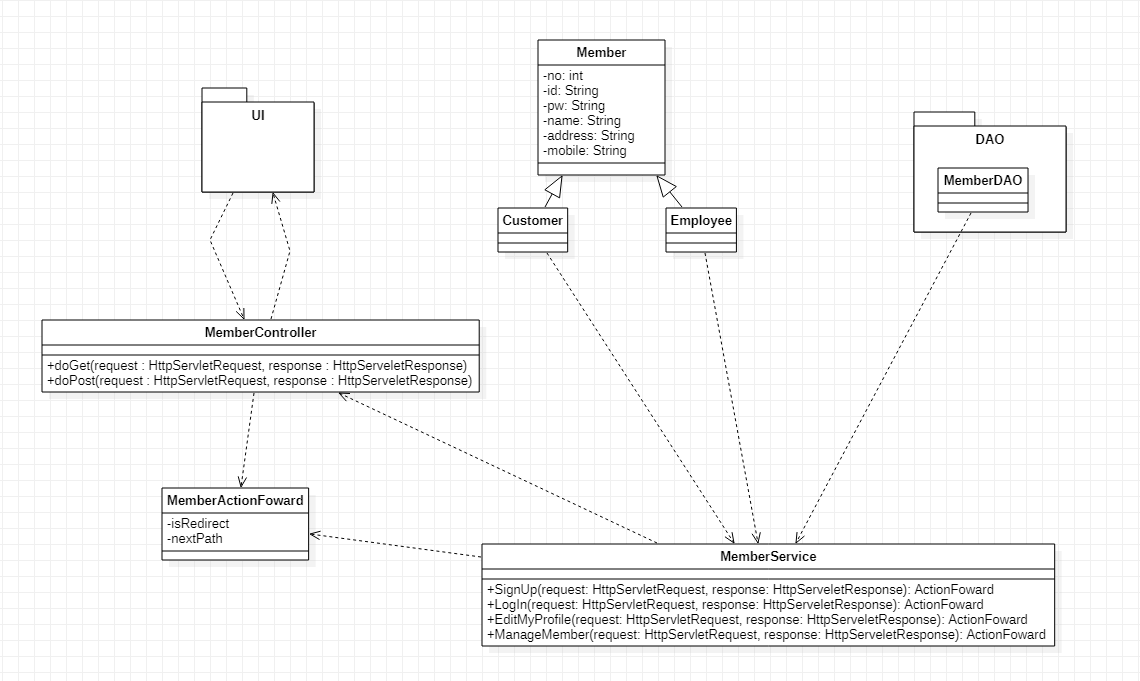 Member
-no: int
-id: String
-pw: String
-name: String
-address: String
-mobile: String
UI
DAO
MemberDAO
Customer
Employee
MemberController
+doGet(request : HttpServletRequest, response : HttpServeletResponse)
+doPost(request : HttpServletRequest, response : HttpServeletResponse)
MemberActionFoward
-isRedirect
-nextPath
MemberService
+SignUp(request: HttpServletRequest, response: HttpServeletResponse): ActionFoward
+LogIn(request: HttpServletRequest, response: HttpServeletResponse): ActionFoward
+EditMyProfile(request: HttpServletRequest, response: HttpServeletResponse): ActionFoward
+ManageMember(request: HttpServletRequest, response: HttpServeletResponse): ActionFoward